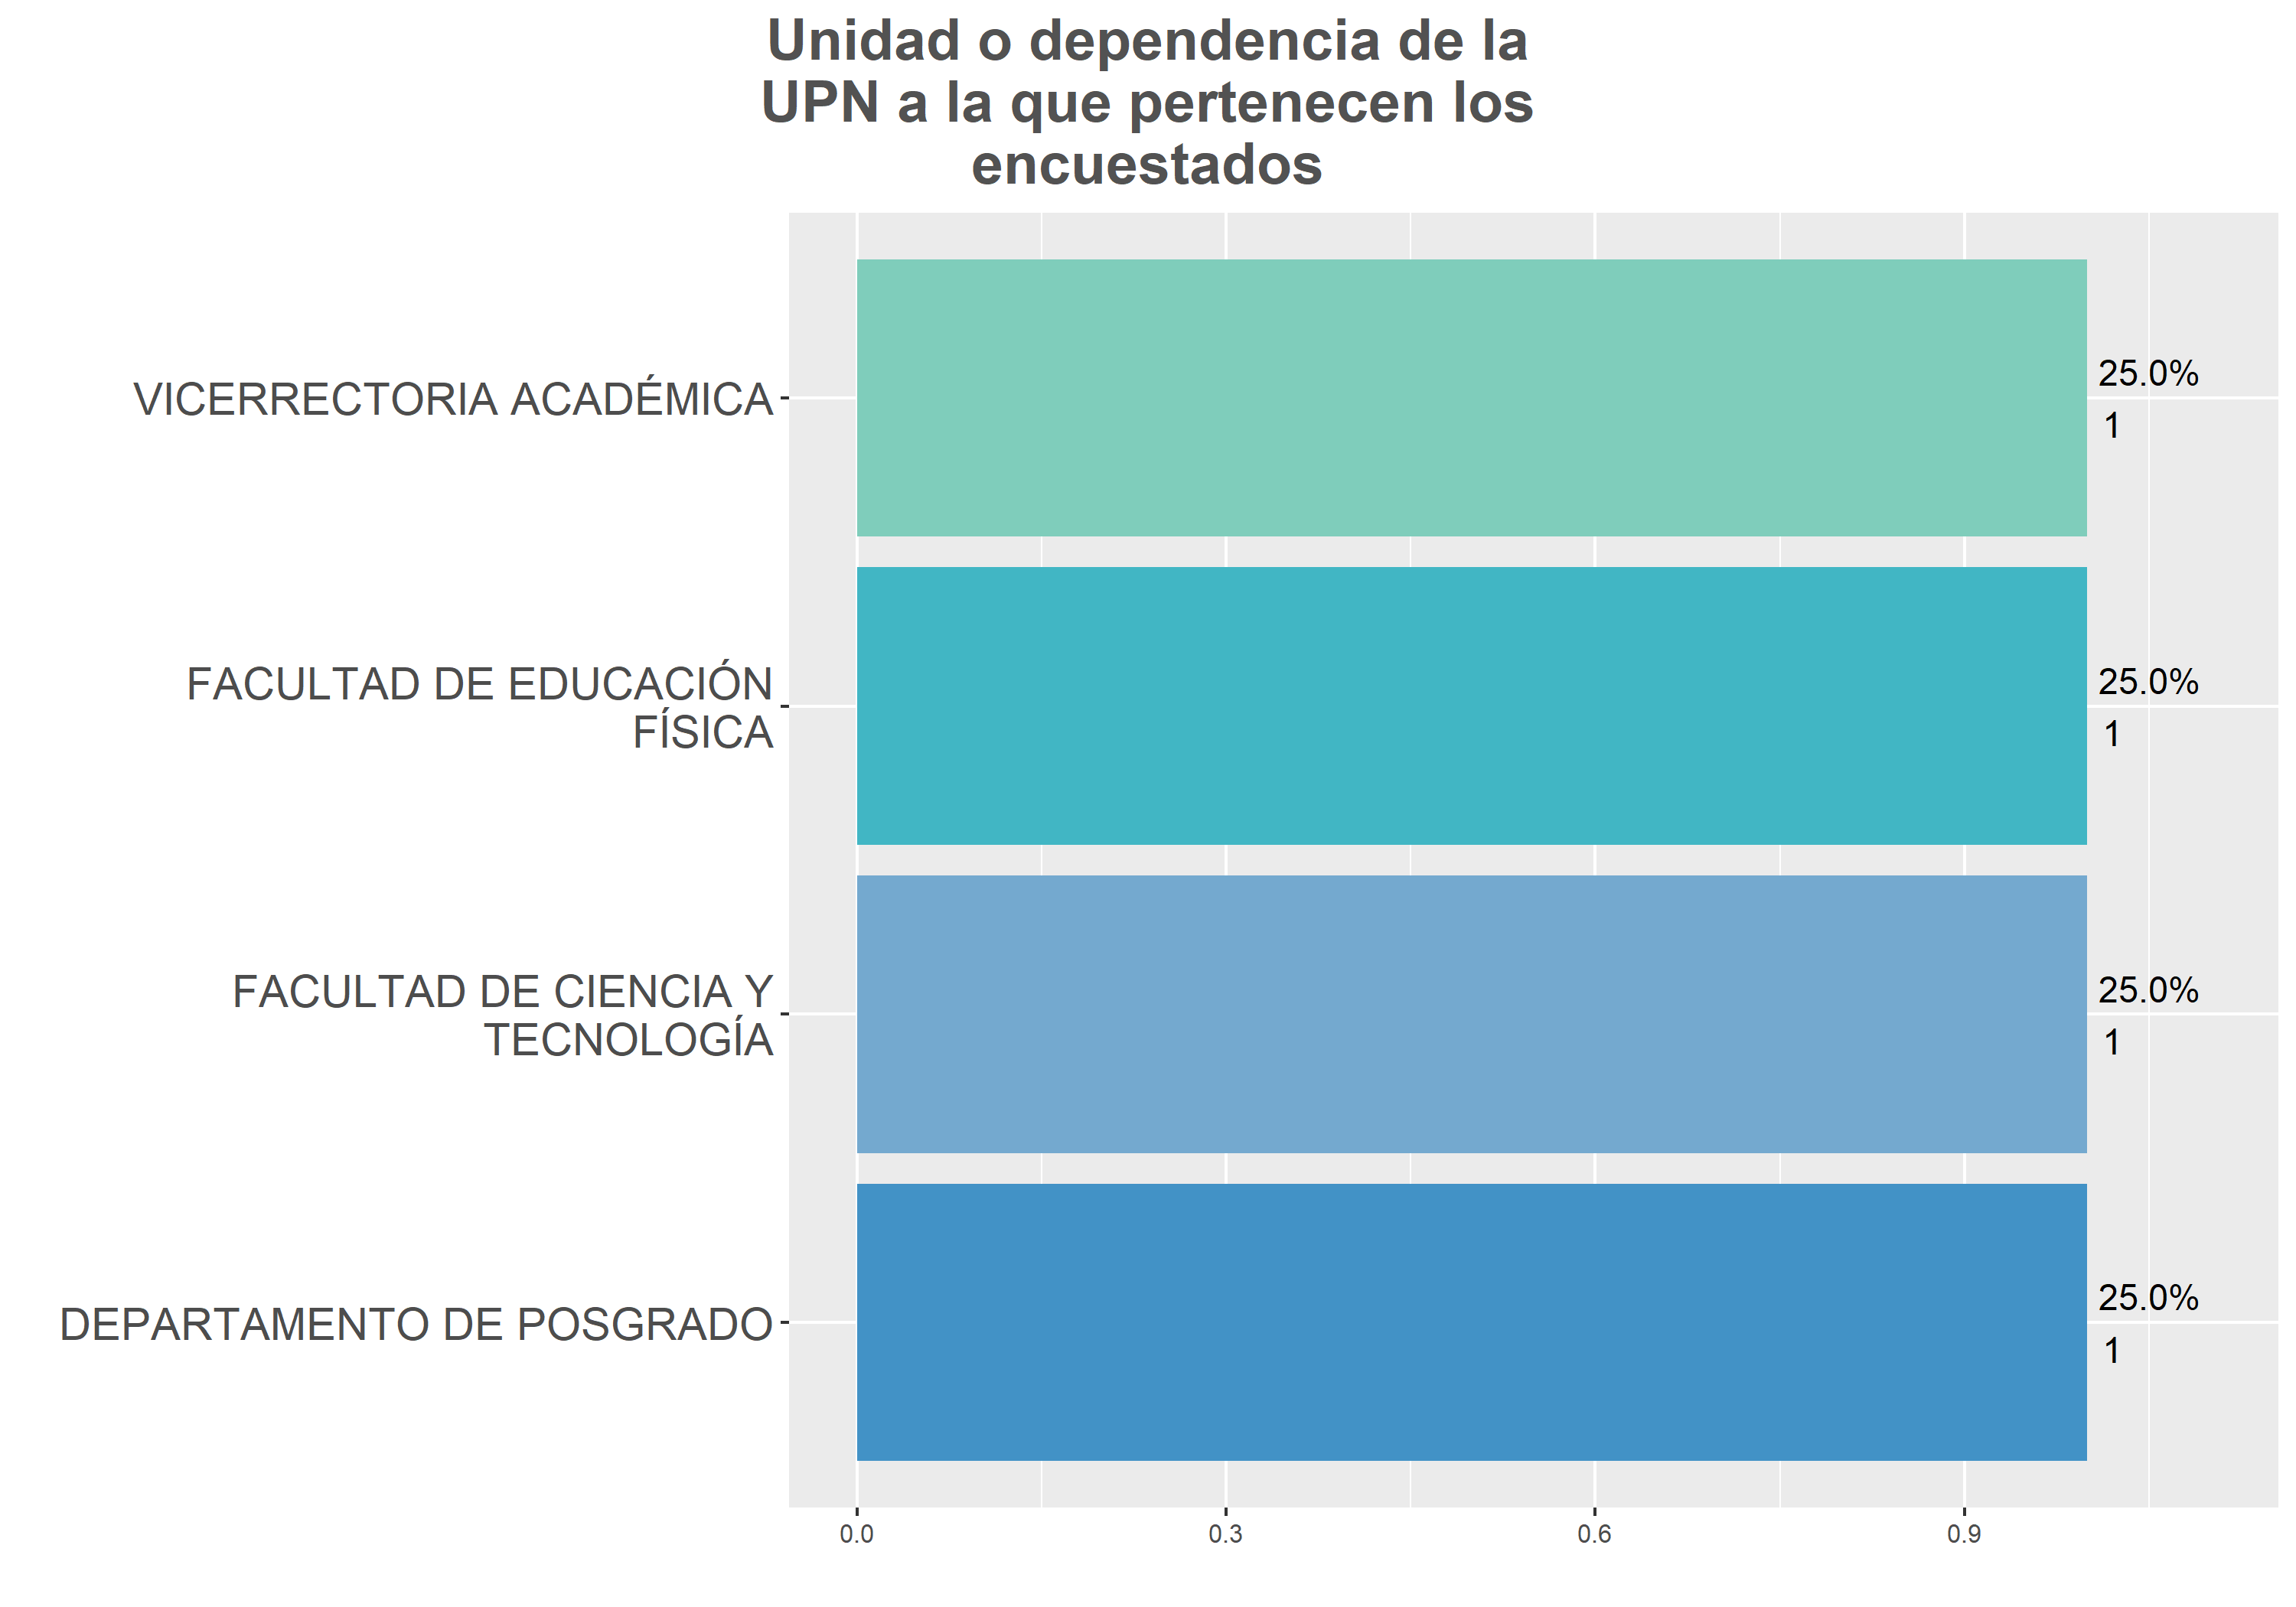 Unidad o dependencia de la
UPN a la que pertenecen los
encuestados
VICERRECTORIA ACADÉMICA
25.0%
1
FACULTAD DE EDUCACIÓN
FÍSICA
25.0%
1
FACULTAD DE CIENCIA Y
TECNOLOGÍA
25.0%
1
DEPARTAMENTO DE POSGRADO
25.0%
1
0.0
0.3
0.6
0.9